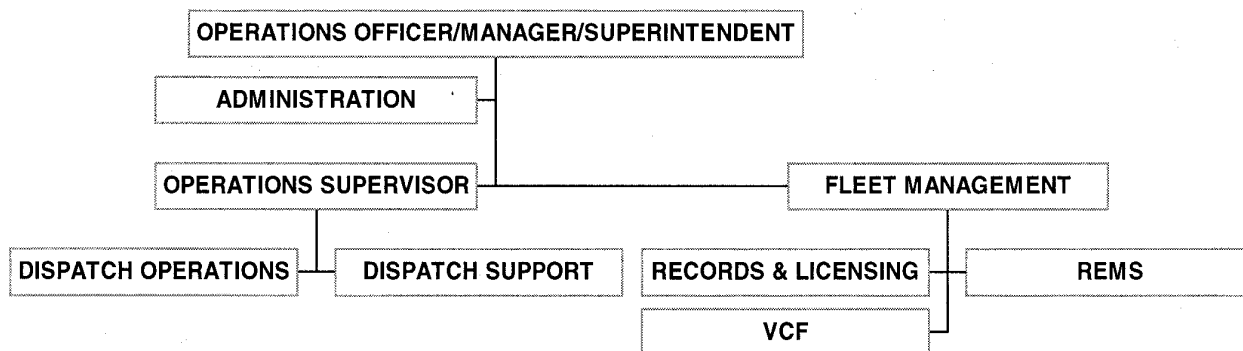 OPERATIONS OFFICER/MANAGER/SUPERINTENDENT
ADMINISTRATION
OPERATIONS SUPERVISOR
FLEET MANAGEMENT
DISPATCH OPERATIONS
DISPATCH SUPPORT
RECORDS & LICENSING
REMS
VCF